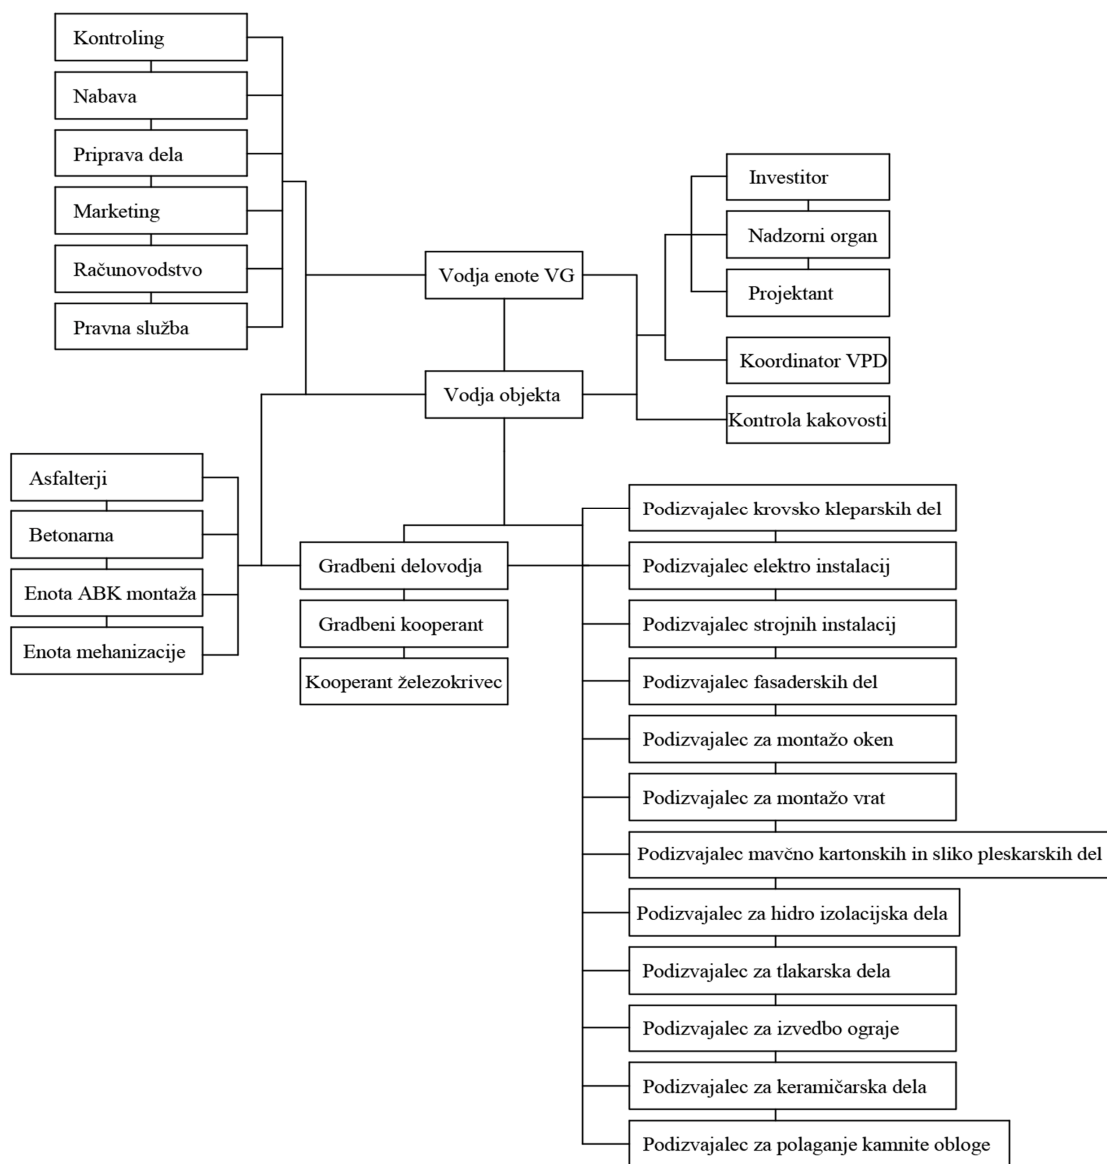 Kontroling
Nabava
Priprava dela
Marketing
Računovodstvo
Pravna služba
Investitor
Nadzorni organ
Projektant
Koordinator VPD
Kontrola kakovosti
Vodja enote VG
Vodja objekta
Asfalterji
Betonarna
Enota ABK montaža
Enota mehanizacije
Gradbeni delovodja
Gradbeni kooperant
Kooperant železokrivec
Podizvajalec krovsko kleparskih del
Podizvajalec elektro instalacij
Podizvajalec strojnih instalacij
Podizvajalec fasaderskih del
Podizvajalec za montažo oken
Podizvajalec za montažo vrat
Podizvajalec mavčno kartonskih in sliko pleskarskih del
Podizvajalec za hidro izolacijska dela
Podizvajalec za tlakarska dela
Podizvajalec za izvedbo ograje
Podizvajalec za keramičarska dela
Podizvajalec za polaganje kamnite obloge